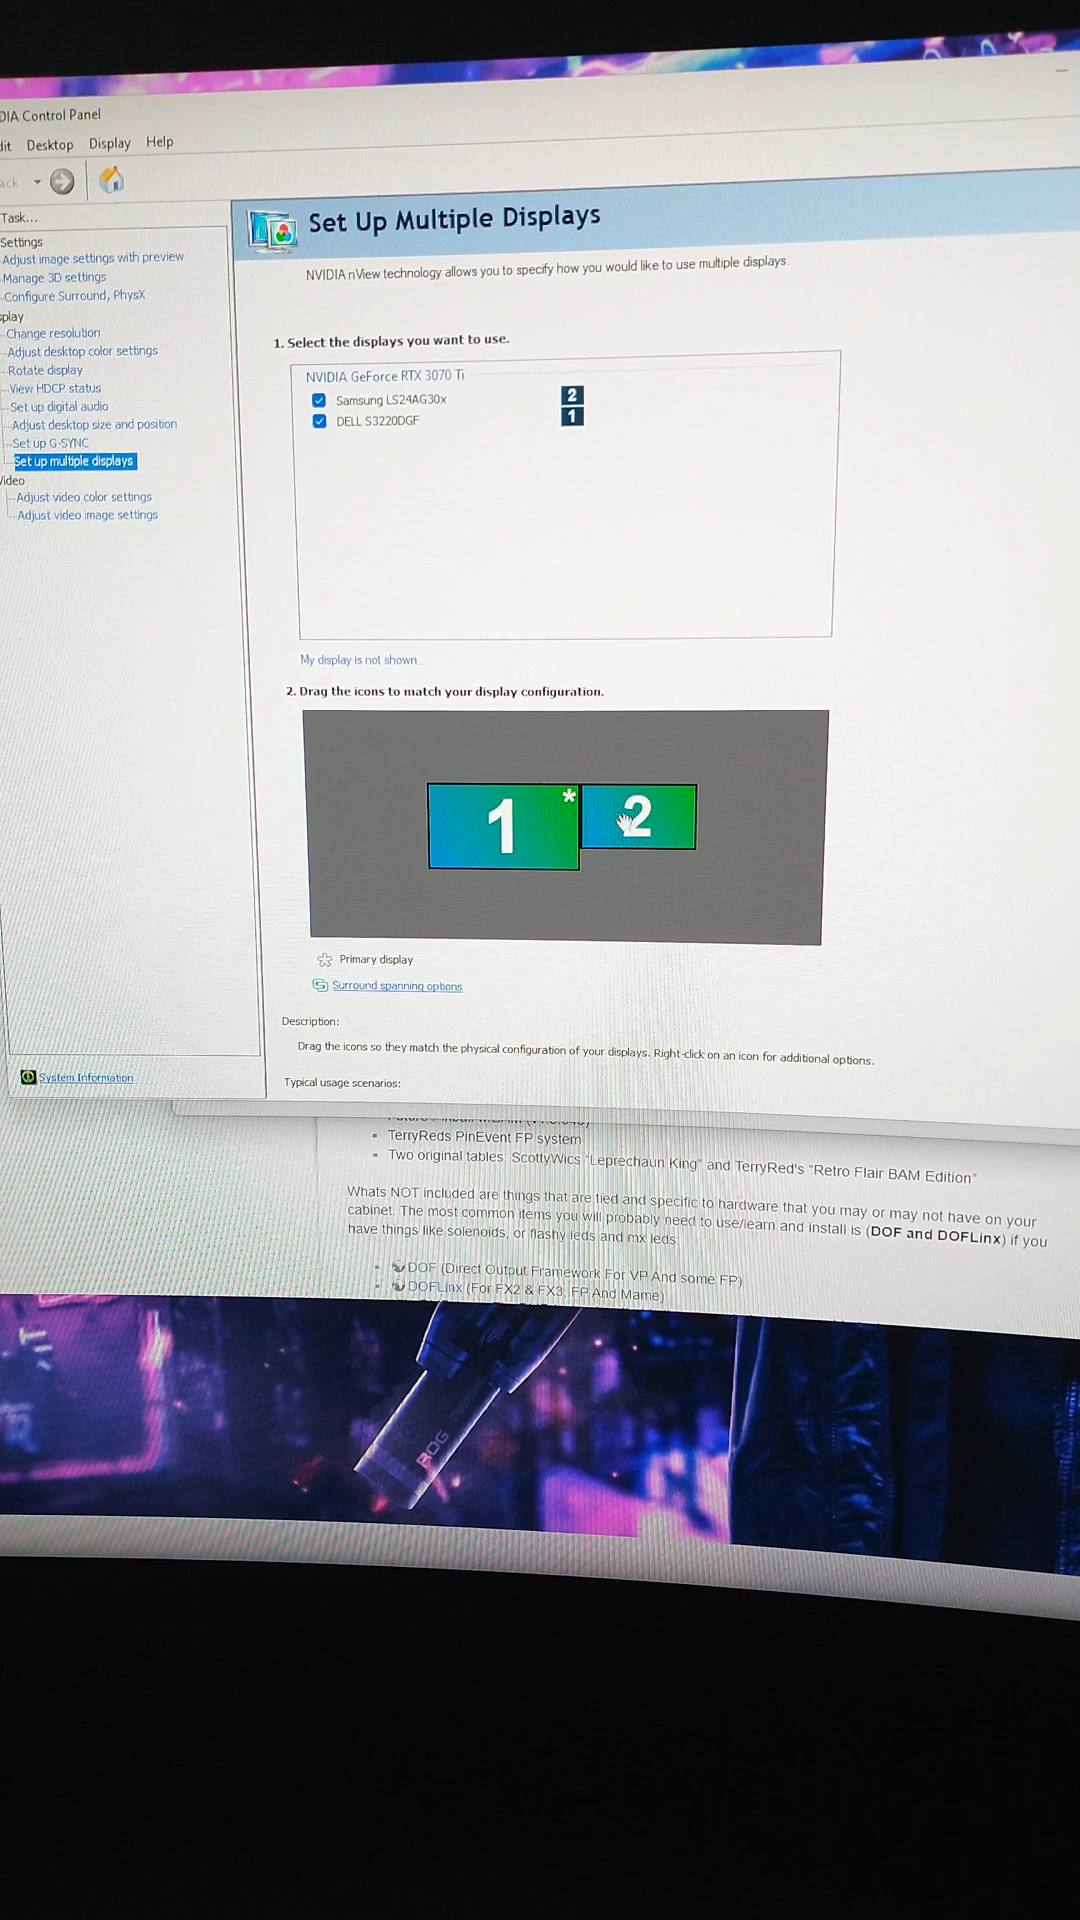 DIA Control Panel
dit Desktop Display Help
ack
Task...
Settings
Adjust image settings with preview
Manage 3D settings
Configure Surround, PhysX
splay
Change resolution
Adjust desktop color settings
Rotate display
View HDCP status
Set up digital audio
Adjust desktop size and position
Set up G-SYNC
Set up multiple displays
Video
Adjust video color settings
Adjust video image settings
System Information
Set Up Multiple Displays
NVIDIA nView technology allows you to specify how you would like to use multiple displays.
1. Select the displays you want to use.
NVIDIA GeForce RTX 3070 Ti
Samsung LS24AG30x 2
DELL S3220DGF 1
My display is not shown...
2. Drag the icons to match your display configuration.
1 * 2
Primary display
Surround spanning options
Description:
Drag the icons so they match the physical configuration of your displays. Right-click on an icon for additional options.
Typical usage scenarios:
TerryReds PinEvent FP system
Two original tables: ScottyWics "Leprechaun King" and TerryRed's "Retro Flair BAM Edition"
Whats NOT included are things that are tied and specific to hardware that you may or may not have on your
cabinet. The most common items you will probably need to use/learn and install is (DOF and DOFLinx) if you
have things like solenoids, or flashy leds and mx leds.
DOF (Direct Output Framework For VP And some FP)
DOFLinx (For FX2 & FX3, FP And Mame)
ROG